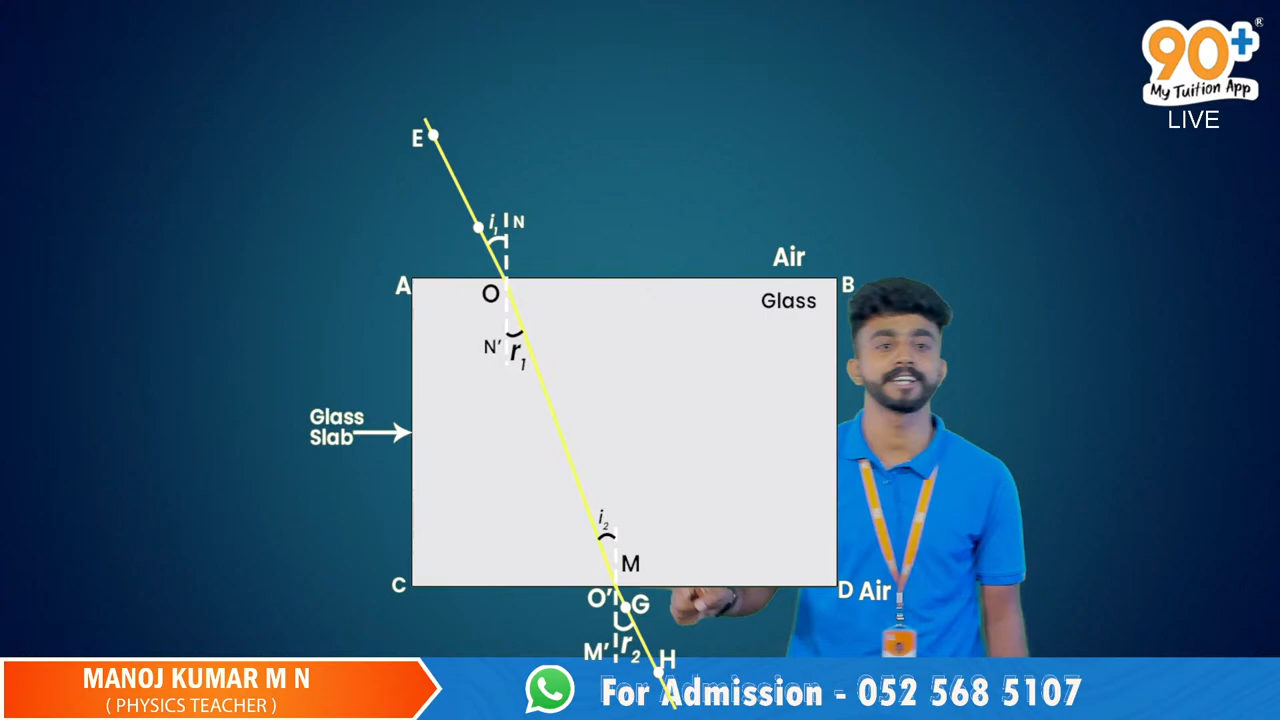 90+
®
My Tuition App
LIVE
E
i₁ N
Air
A
B
O
Glass
N'
r₁
Glass
Slab
i₂
M
C
D Air
O'
G
M'
r₂
H
MANOJ KUMAR M N
( PHYSICS TEACHER )
For Admission - 052 568 5107